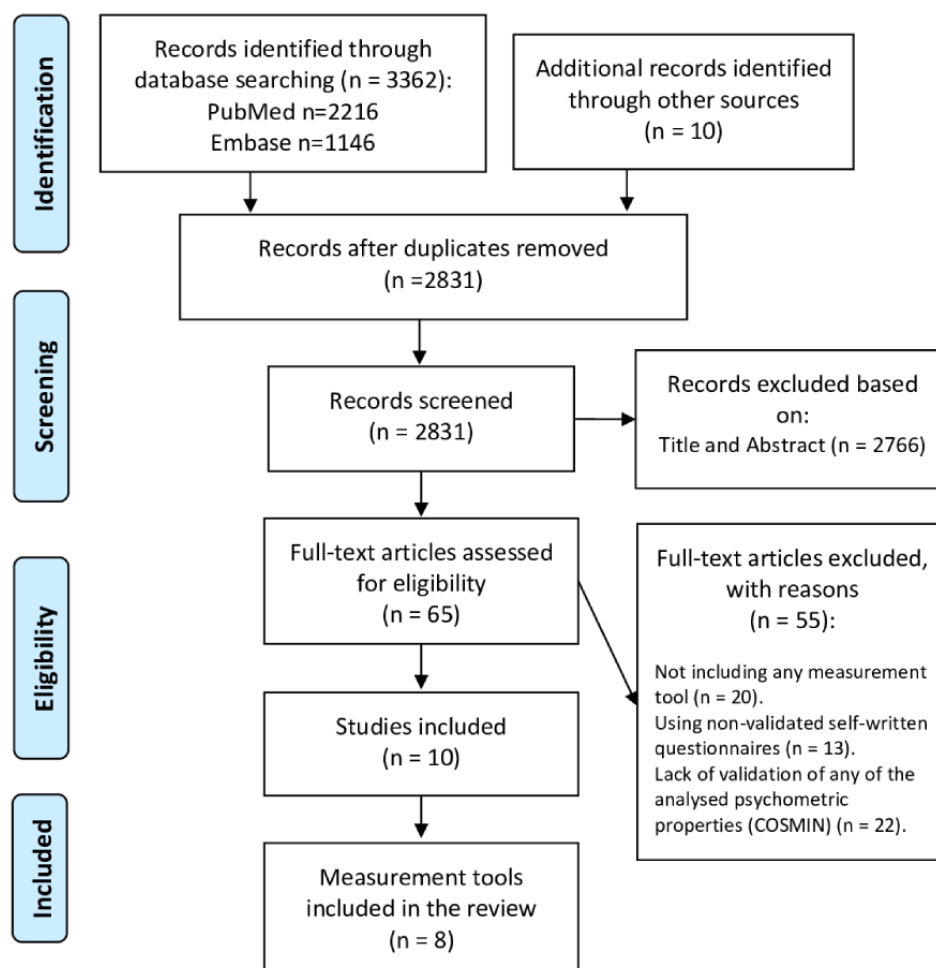 Identification
Records identified through
database searching (n = 3362):
PubMed n=2216
Embase n=1146
Additional records identified
through other sources
(n = 10)
Records after duplicates removed
(n =2831)
Screening
Records screened
(n = 2831)
Records excluded based
on:
Title and Abstract (n = 2766)
Eligibility
Full-text articles assessed
for eligibility
(n = 65)
Full-text articles excluded,
with reasons
(n = 55):
Not including any measurement
tool (n = 20).
Using non-validated self-written
questionnaires (n = 13).
Lack of validation of any of the
analysed psychometric
properties (COSMIN) (n = 22).
Studies included
(n = 10)
Included
Measurement tools
included in the review
(n = 8)